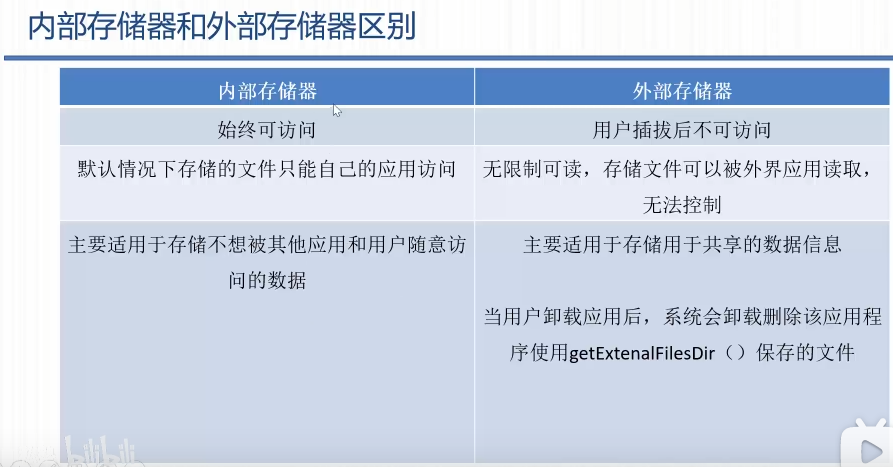 内部存储器和外部存储器区别
内部存储器
外部存储器
始终可访问
用户插拔后不可访问
默认情况下存储的文件只能自己的应用访问
无限制可读，存储文件可以被外界应用读取，
无法控制
主要适用于存储不想被其他应用和用户随意访
问的数据
主要适用于存储用于共享的数据信息
当用户卸载应用后，系统会卸载删除该应用程
序使用getExtenalFilesDir（）保存的文件
bilibili